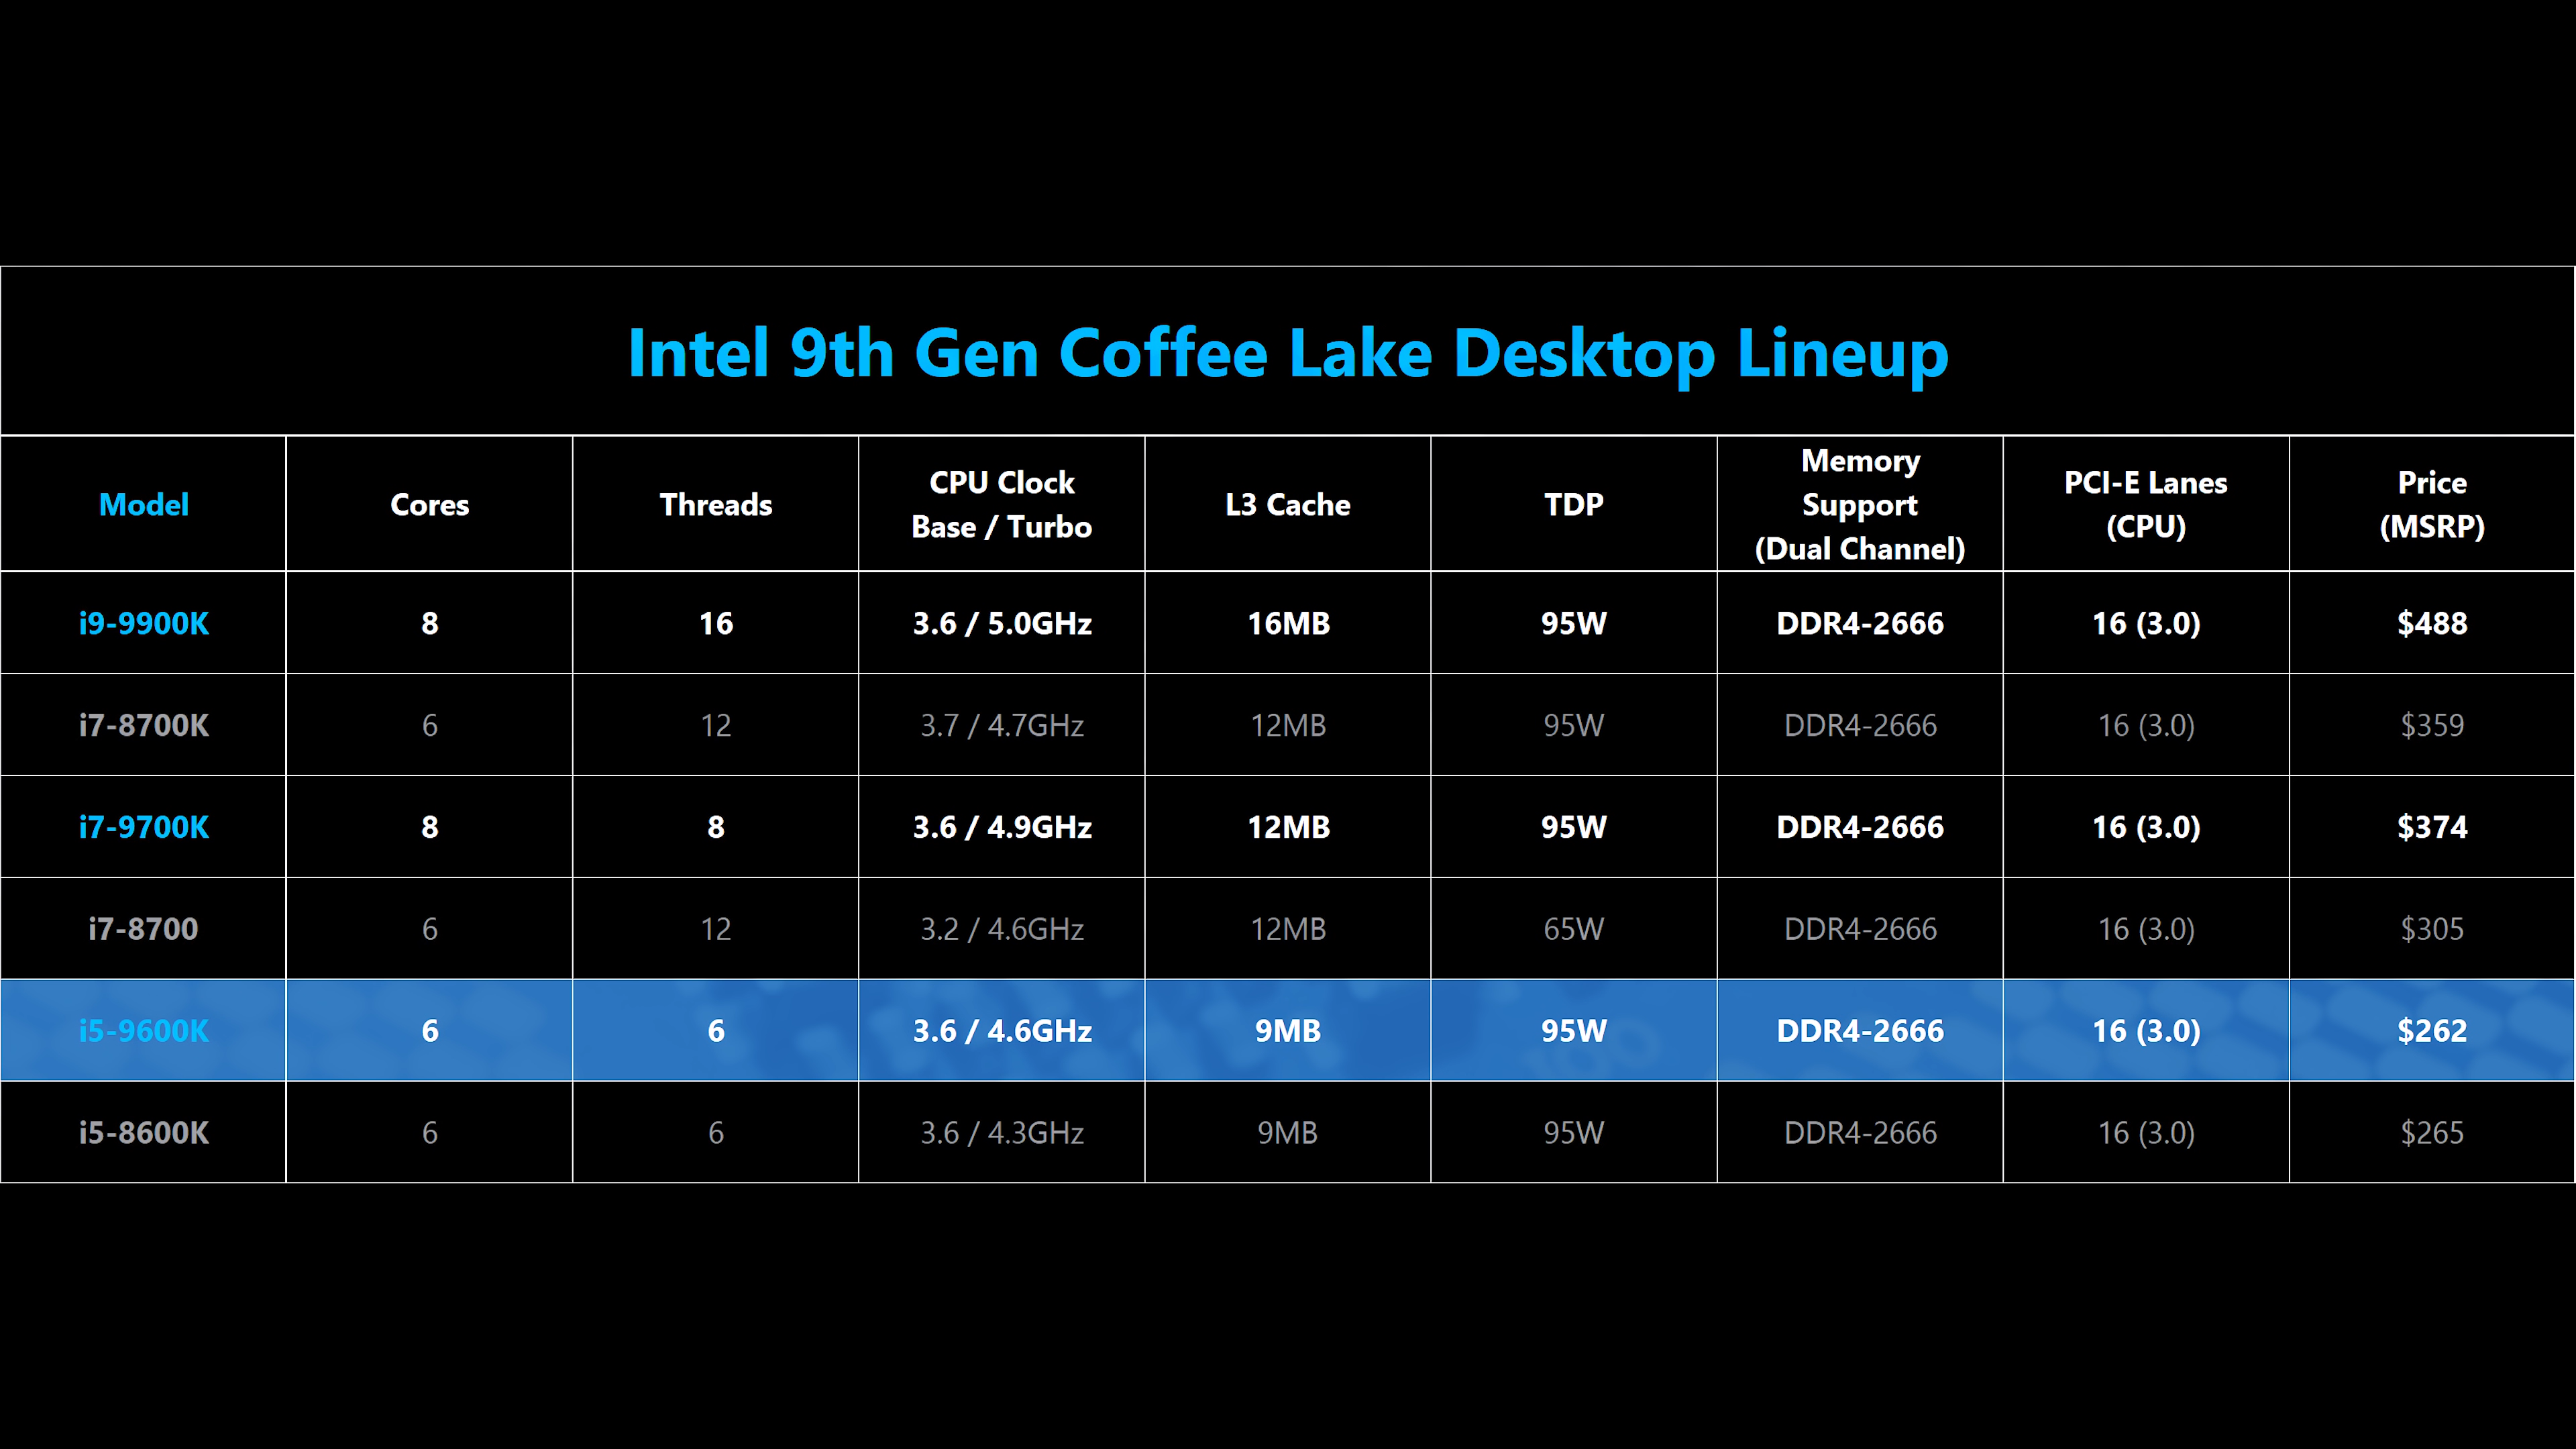 Intel 9th Gen Coffee Lake Desktop Lineup
Model Cores Threads CPU Clock Base / Turbo L3 Cache TDP Memory Support (Dual Channel) PCI-E Lanes (CPU) Price (MSRP)
i9-9900K 8 16 3.6 / 5.0GHz 16MB 95W DDR4-2666 16 (3.0) $488
i7-8700K 6 12 3.7 / 4.7GHz 12MB 95W DDR4-2666 16 (3.0) $359
i7-9700K 8 8 3.6 / 4.9GHz 12MB 95W DDR4-2666 16 (3.0) $374
i7-8700 6 12 3.2 / 4.6GHz 12MB 65W DDR4-2666 16 (3.0) $305
i5-9600K 6 6 3.6 / 4.6GHz 9MB 95W DDR4-2666 16 (3.0) $262
i5-8600K 6 6 3.6 / 4.3GHz 9MB 95W DDR4-2666 16 (3.0) $265